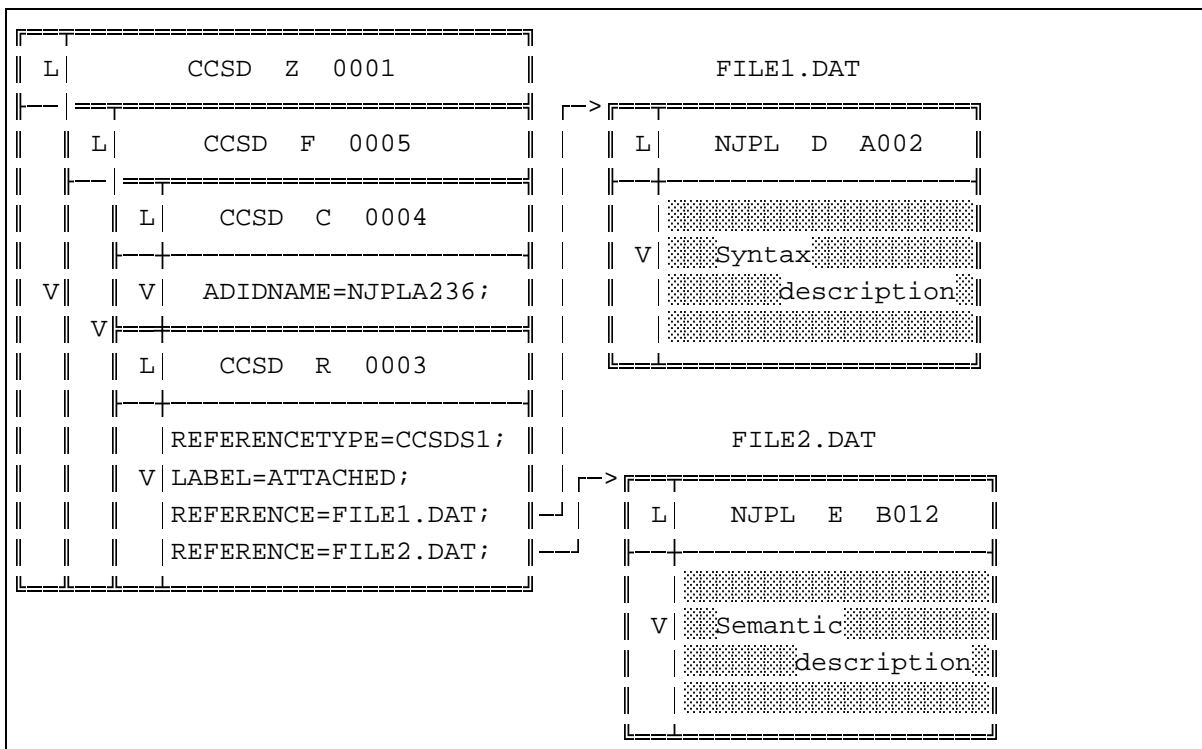 L CCSD Z 0001
L CCSD F 0005
L CCSD C 0004
V V ADIDNAME=NJPLA236;
V
L CCSD R 0003
REFERENCETYPE=CCSDS1;
V LABEL=ATTACHED;
REFERENCE=FILE1.DAT;
REFERENCE=FILE2.DAT;
FILE1.DAT
L NJPL D A002
V Syntax
description
FILE2.DAT
L NJPL E B012
V Semantic
description